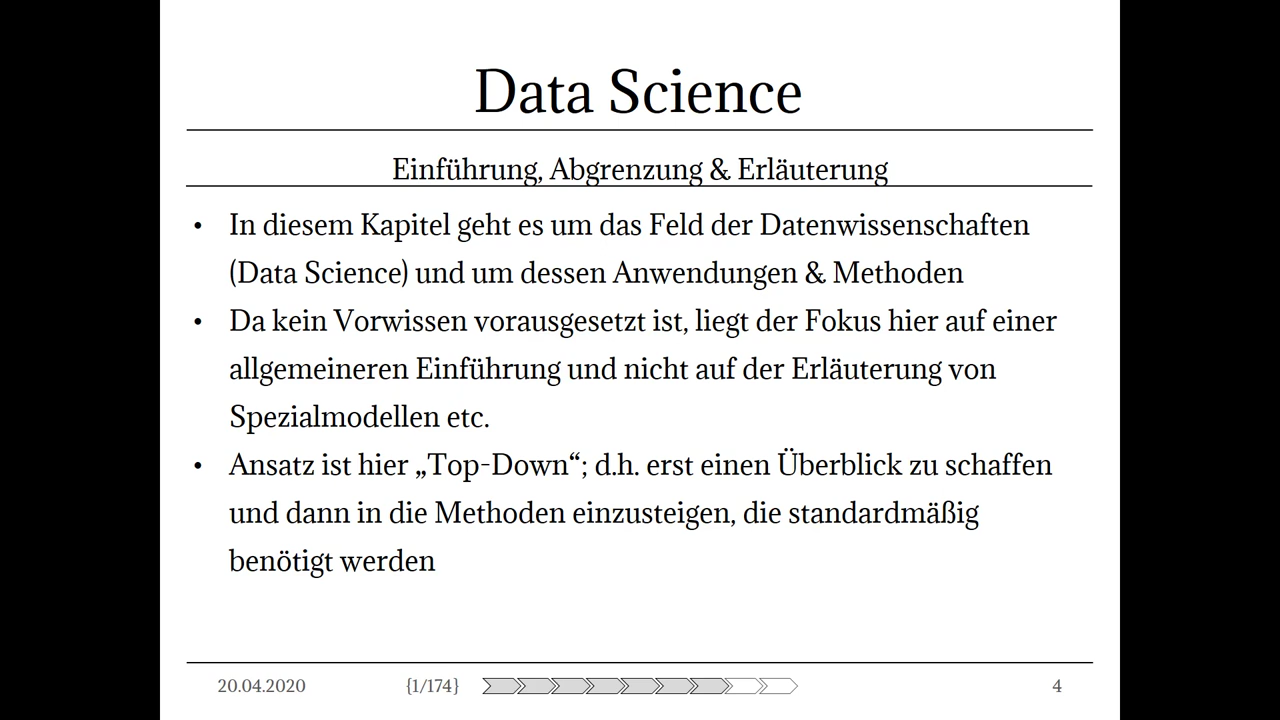 Data Science
Einführung, Abgrenzung & Erläuterung
• In diesem Kapitel geht es um das Feld der Datenwissenschaften
(Data Science) und um dessen Anwendungen & Methoden
• Da kein Vorwissen vorausgesetzt ist, liegt der Fokus hier auf einer
allgemeineren Einführung und nicht auf der Erläuterung von
Spezialmodellen etc.
• Ansatz ist hier „Top-Down“; d.h. erst einen Überblick zu schaffen
und dann in die Methoden einzusteigen, die standardmäßig
benötigt werden
20.04.2020 {1/174} 4